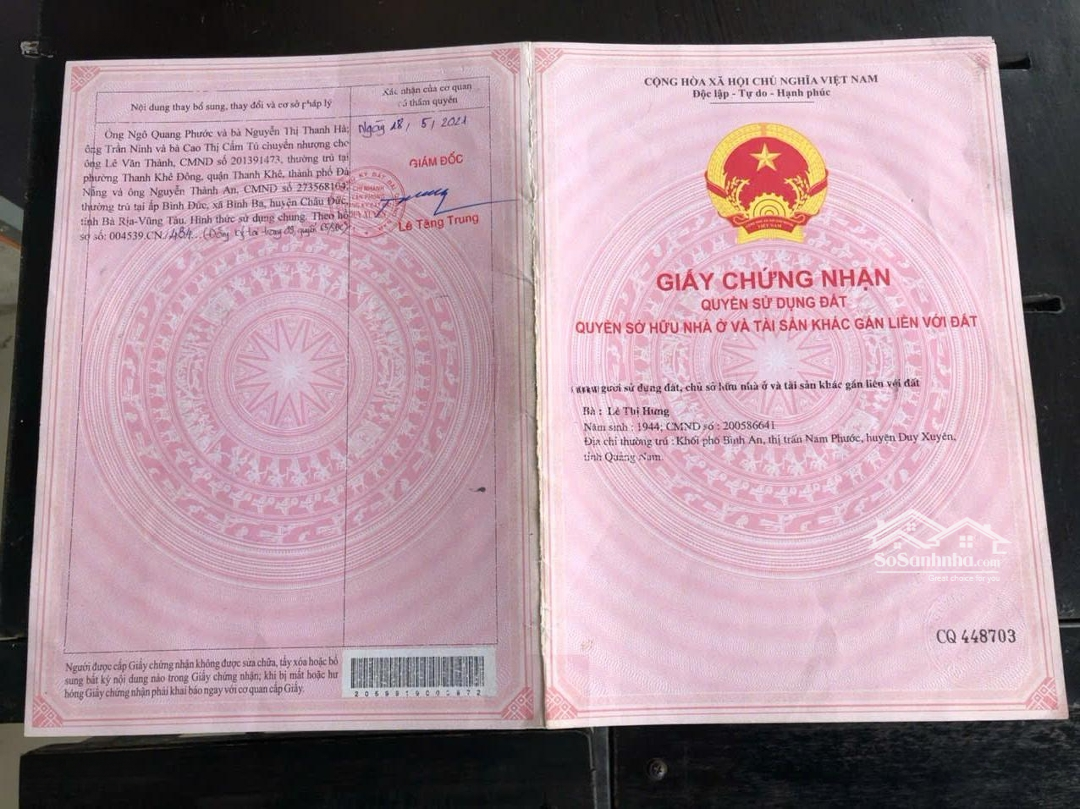 Nội dung thay bổ sung, thay đổi và cơ sở pháp lý
Xác nhận của cơ quan
có thẩm quyền
Ông Ngô Quang Phước và bà Nguyễn Thị Thanh Hà;
ông Trần Ninh và bà Cao Thị Cẩm Tú chuyển nhượng cho
ông Lê Văn Thành, CMND số 201391473, thường trú tại
phường Thanh Khê Đông, quận Thanh Khê, thành phố Đà
Nẵng và ông Nguyễn Thành An, CMND số 273568104,
thường trú tại ấp Bình Đức, xã Bình Ba, huyện Châu Đức,
tỉnh Bà Rịa-Vũng Tàu. Hình thức sử dụng chung. Theo hồ
sơ số: 004539.CN/484
Ngày 18/5/2021
GIÁM ĐỐC
Lê Tăng Trung
Người được cấp Giấy chứng nhận không được sửa chữa, tẩy xóa hoặc bổ
sung bất kỳ nội dung nào trong Giấy chứng nhận; khi bị mất hoặc hư
hỏng Giấy chứng nhận phải khai báo ngay với cơ quan cấp Giấy.
CỘNG HÒA XÃ HỘI CHỦ NGHĨA VIỆT NAM
Độc lập - Tự do - Hạnh phúc
VIỆT NAM
GIẤY CHỨNG NHẬN
QUYỀN SỬ DỤNG ĐẤT
QUYỀN SỞ HỮU NHÀ Ở VÀ TÀI SẢN KHÁC GẮN LIỀN VỚI ĐẤT
người sử dụng đất, chủ sở hữu nhà ở và tài sản khác gắn liền với đất
Bà : Lê Thị Hưng
Năm sinh : 1944; CMND số : 200586641
Địa chỉ thường trú : Khối phố Bình An, thị trấn Nam Phước, huyện Duy Xuyên,
tỉnh Quảng Nam.
SoSanhnha.com
Great choice for you
CQ 448703